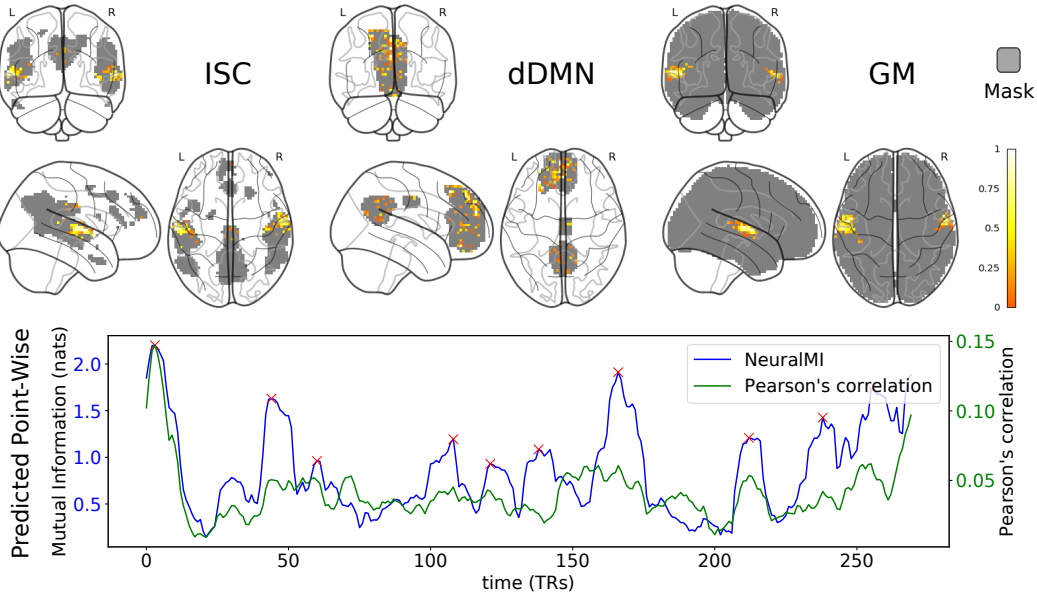 L R
ISC
L R
dDMN
L R
GM
Mask
L R
L R
L R
1
0.75
0.5
0.25
0
Predicted Point-Wise
Mutual Information (nats)
2.0
1.5
1.0
0.5
NeuralMI
Pearson's correlation
0.15
0.10
0.05
Pearson's correlation
0 50 100 150 200 250
time (TRs)